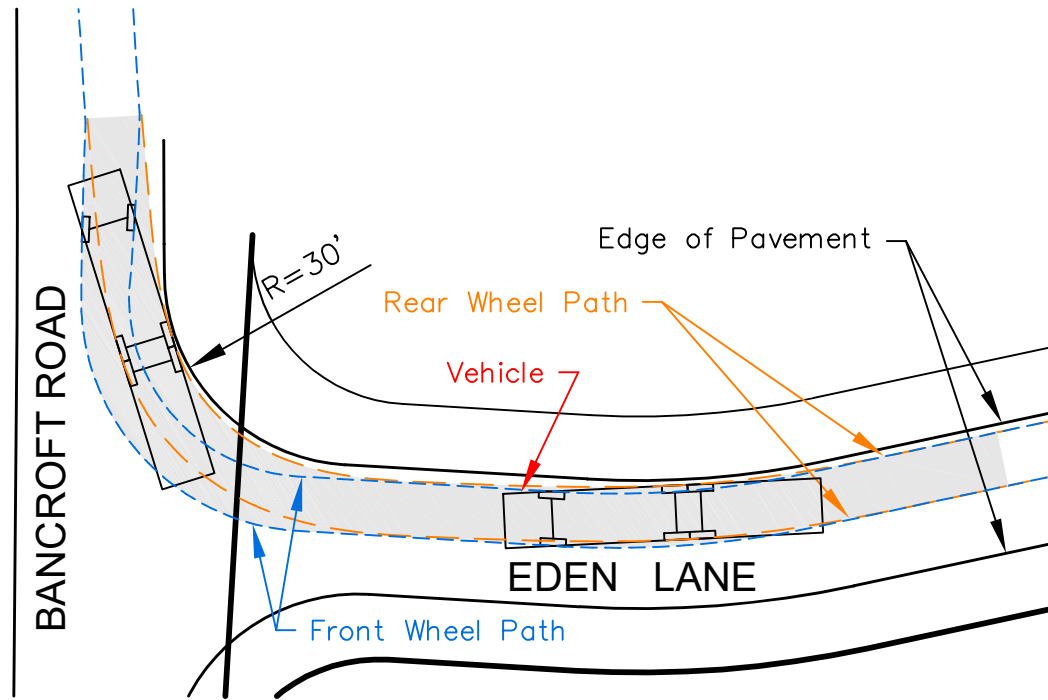 R=30'
Edge of Pavement
Rear Wheel Path
Vehicle
BANCROFT ROAD
EDEN LANE
Front Wheel Path